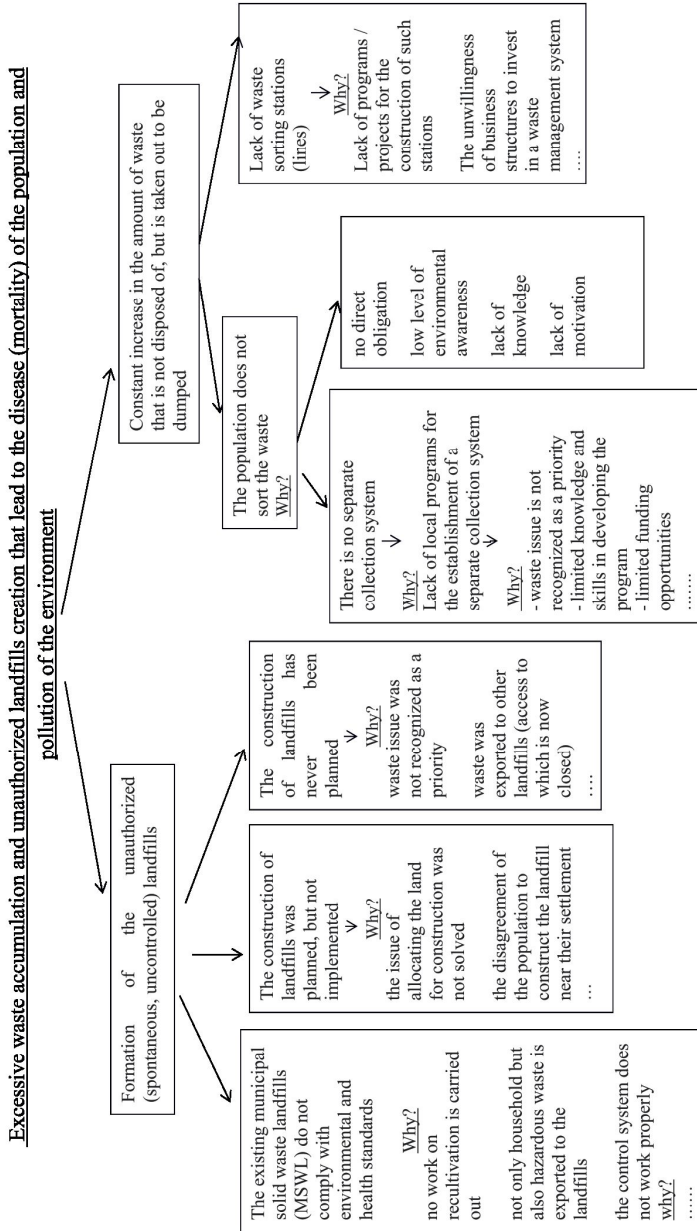 Excessive waste accumulation and unauthorized landfills creation that lead to the disease (mortality) of the population and
pollution of the environment
Formation of the unauthorized
(spontaneous, uncontrolled) landfills
Constant increase in the amount of waste
that is not disposed of, but is taken out to be
dumped
The existing municipal
solid waste landfills
(MSWL) do not
comply with
environmental and
health standards
Why?
no work on
recultivation is carried
out
not only household but
also hazardous waste is
exported to the
landfills
the control system does
not work properly
why?
……
The construction of
landfills was
planned, but not
implemented
Why?
the issue of
allocating the land
for construction was
not solved
the disagreement of
the population to
construct the landfill
near their settlement
…
The construction
of landfills has
never been
planned
Why?
waste issue was
not recognized as a
priority
waste was
exported to other
landfills (access to
which is now
closed)
….
The population does not
sort the waste
Why?
There is no separate
collection system
Why?
Lack of local programs for
the establishment of a
separate collection system
Why?
- waste issue is not
recognized as a priority
- limited knowledge and
skills in developing the
program
- limited funding
opportunities
…….
no direct
obligation
low level of
environmental
awareness
lack of
knowledge
lack of
motivation
Lack of waste
sorting stations
(lines)
Why?
Lack of programs /
projects for the
construction of such
stations
The unwillingness
of business
structures to invest
in a waste
management system
….